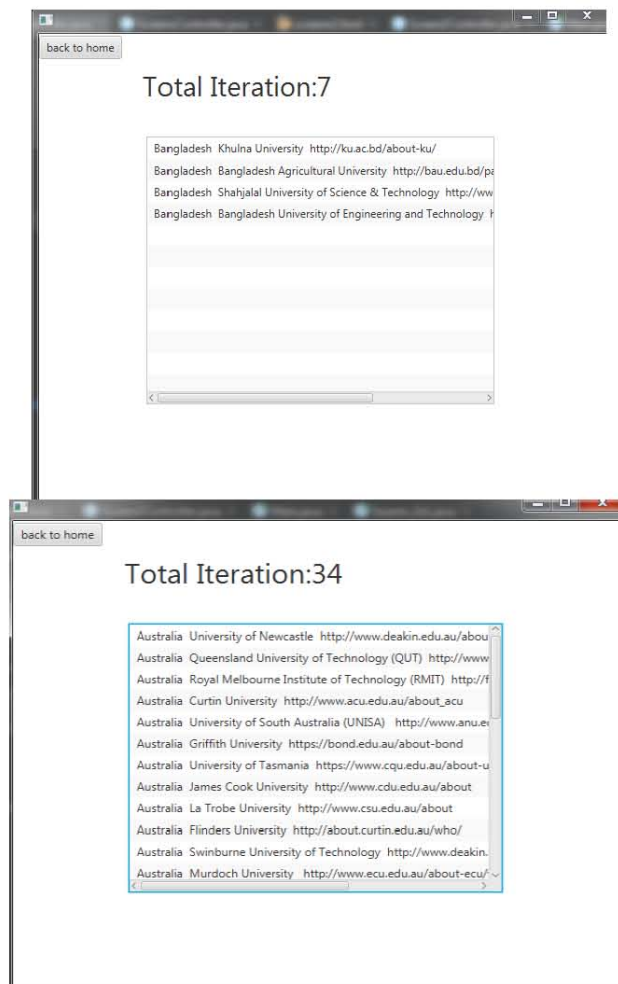 back to home
Total Iteration:7
Bangladesh Khulna University http://ku.ac.bd/about-ku/
Bangladesh Bangladesh Agricultural University http://bau.edu.bd/pa
Bangladesh Shahjalal University of Science & Technology http://ww
Bangladesh Bangladesh University of Engineering and Technology
back to home
Total Iteration:34
Australia University of Newcastle http://www.deakin.edu.au/abou
Australia Queensland University of Technology (QUT) http://www
Australia Royal Melbourne Institute of Technology (RMIT) http://f
Australia Curtin University http://www.acu.edu.au/about_acu
Australia University of South Australia (UNISA) http://www.anu.e
Australia Griffith University https://bond.edu.au/about-bond
Australia University of Tasmania https://www.cqu.edu.au/about-u
Australia James Cook University http://www.cdu.edu.au/about
Australia La Trobe University http://www.csu.edu.au/about
Australia Flinders University http://about.curtin.edu.au/who/
Australia Swinburne University of Technology http://www.deakin.
Australia Murdoch University http://www.ecu.edu.au/about-ecu/